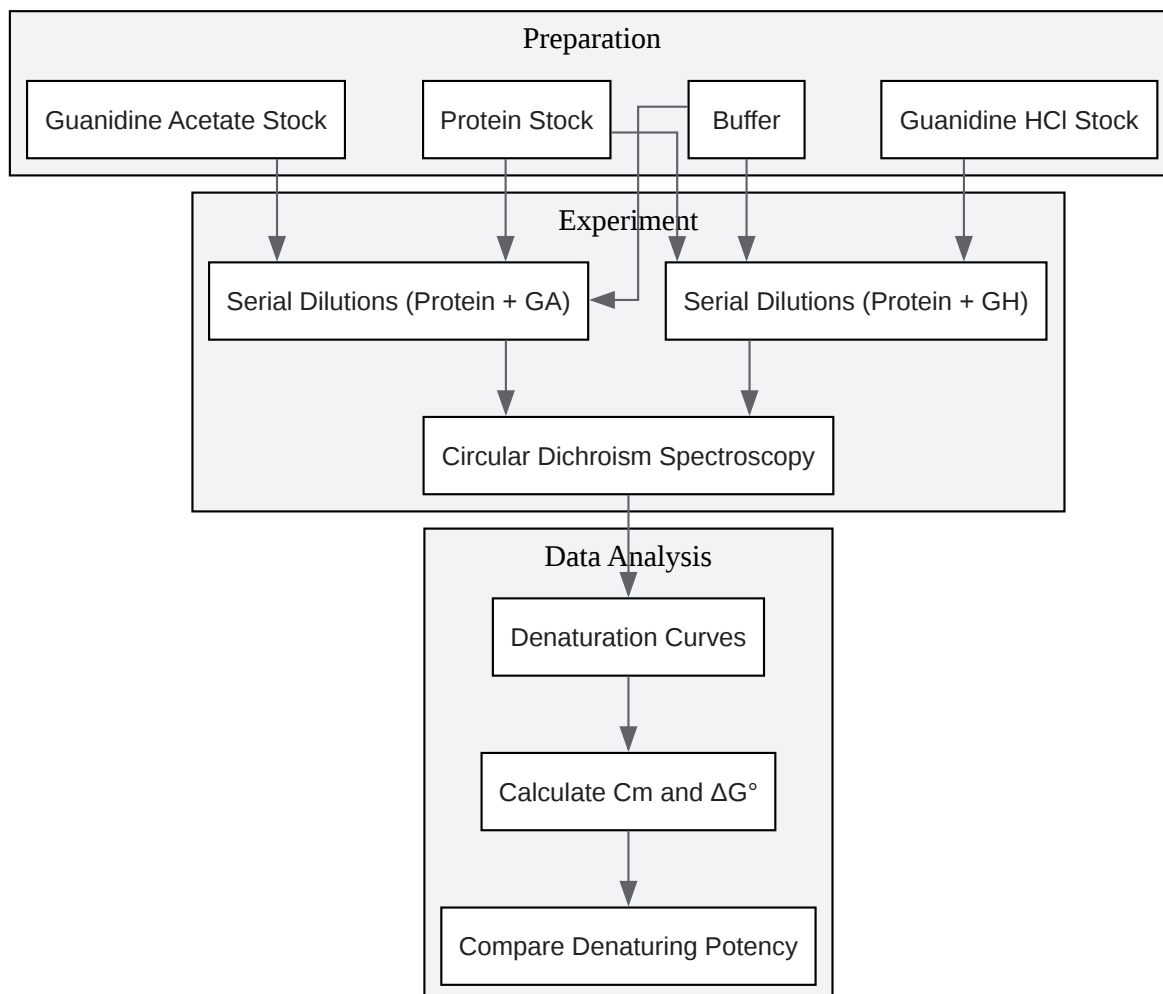 Preparation
Guanidine Acetate Stock
Protein Stock
Buffer
Guanidine HCl Stock
Experiment
Serial Dilutions (Protein + GA)
Serial Dilutions (Protein + GH)
Circular Dichroism Spectroscopy
Data Analysis
Denaturation Curves
Calculate Cm and ΔG°
Compare Denaturing Potency